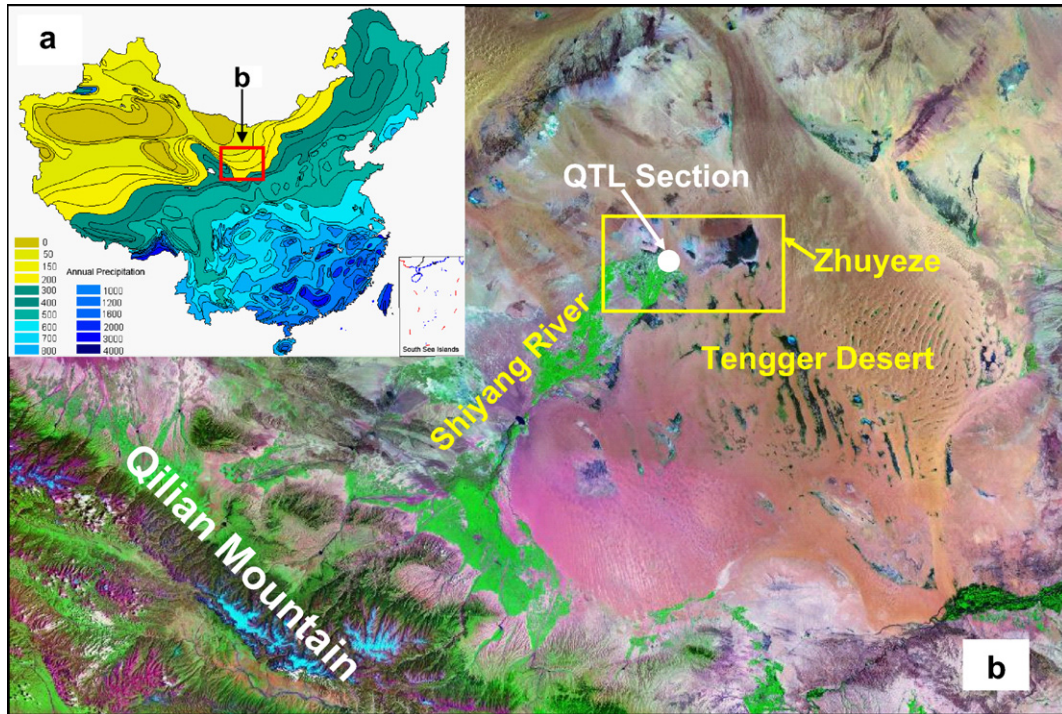 a
b
0
50
150
200
300
400
500
600
700
800
Annual Precipitation
1000
1200
1600
2000
3000
4000
South Sea Islands
QTL Section
Zhuyeze
Shiyang River
Tengger Desert
Qilian Mountain
b